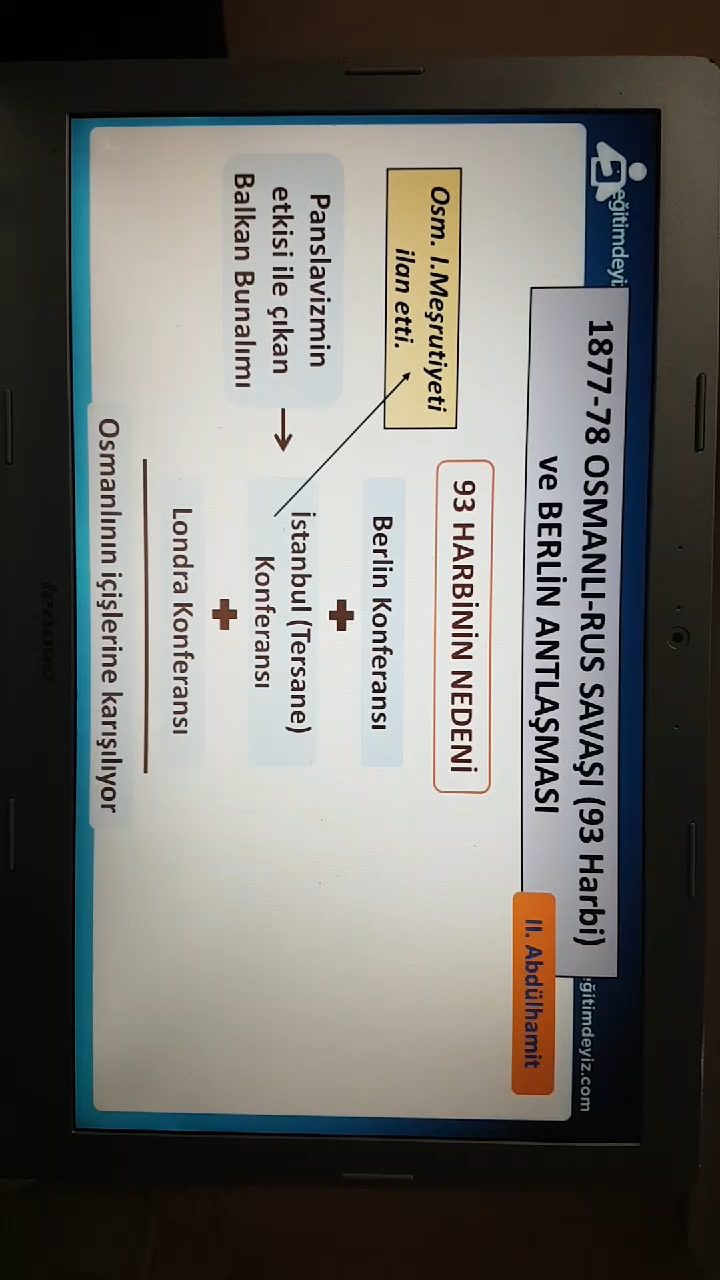 eğitimdeyiz
1877-78 OSMANLI-RUS SAVAŞI (93 Harbi)
ve BERLİN ANTLAŞMASI
eğitimdeyiz.com
II. Abdülhamit
93 HARBİNİN NEDENİ
Osm. I.Meşrutiyeti
ilan etti.
Berlin Konferansı
Panslavizmin
etkisi ile çıkan
Balkan Bunalımı
İstanbul (Tersane)
Konferansı
Londra Konferansı
Osmanlının içişlerine karışılıyor
lenovo